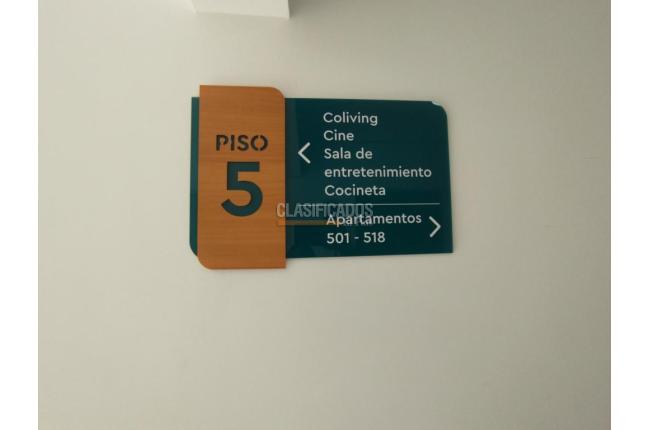 PISO
5
Coliving
Cine
Sala de
entretenimiento
Cocineta
CLASIFICADOS
Apartamentos
501 - 518